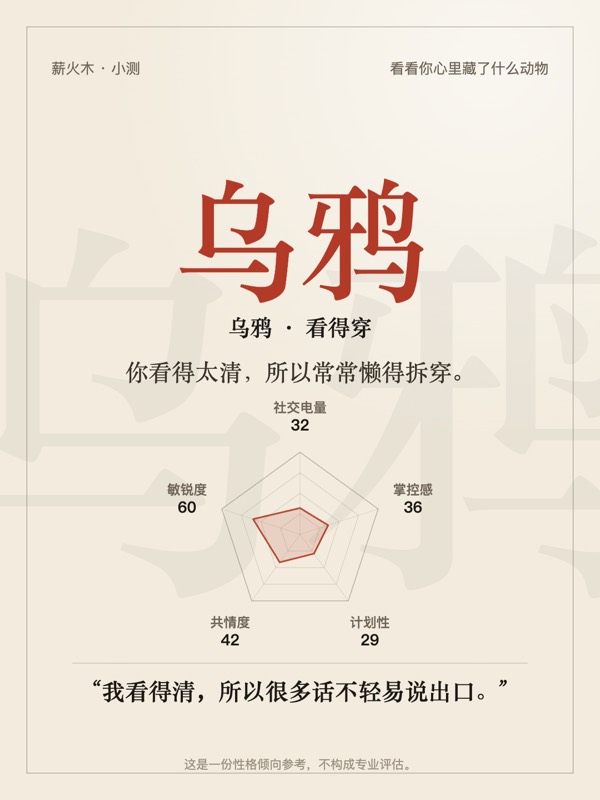 薪火木 · 小测
看看你心里藏了什么动物
乌鸦
乌鸦 · 看得穿
你看得太清，所以常常懒得拆穿。
社交电量
32
敏锐度
60
掌控感
36
共情度
42
计划性
29
“我看得清，所以很多话不轻易说出口。”
这是一份性格倾向参考，不构成专业评估。